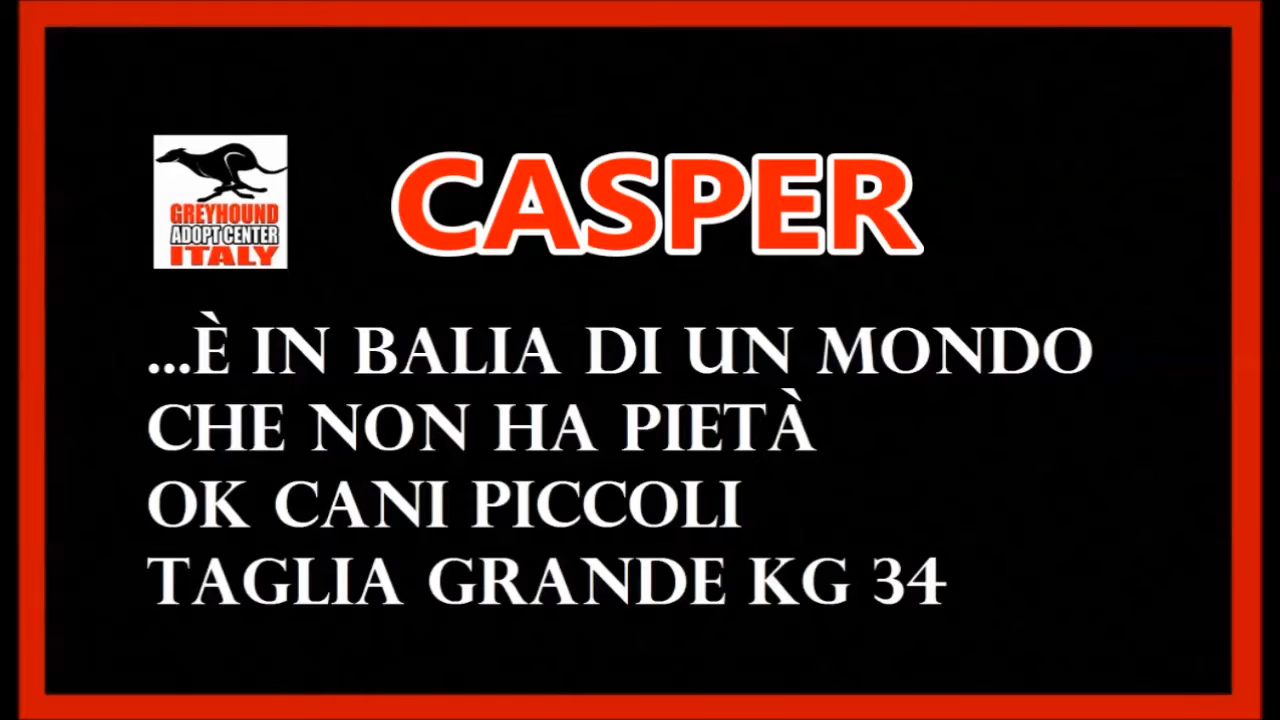 GREYHOUND
ADOPT CENTER
ITALY
CASPER
...È IN BALIA DI UN MONDO
CHE NON HA PIETÀ
OK CANI PICCOLI
TAGLIA GRANDE KG 34